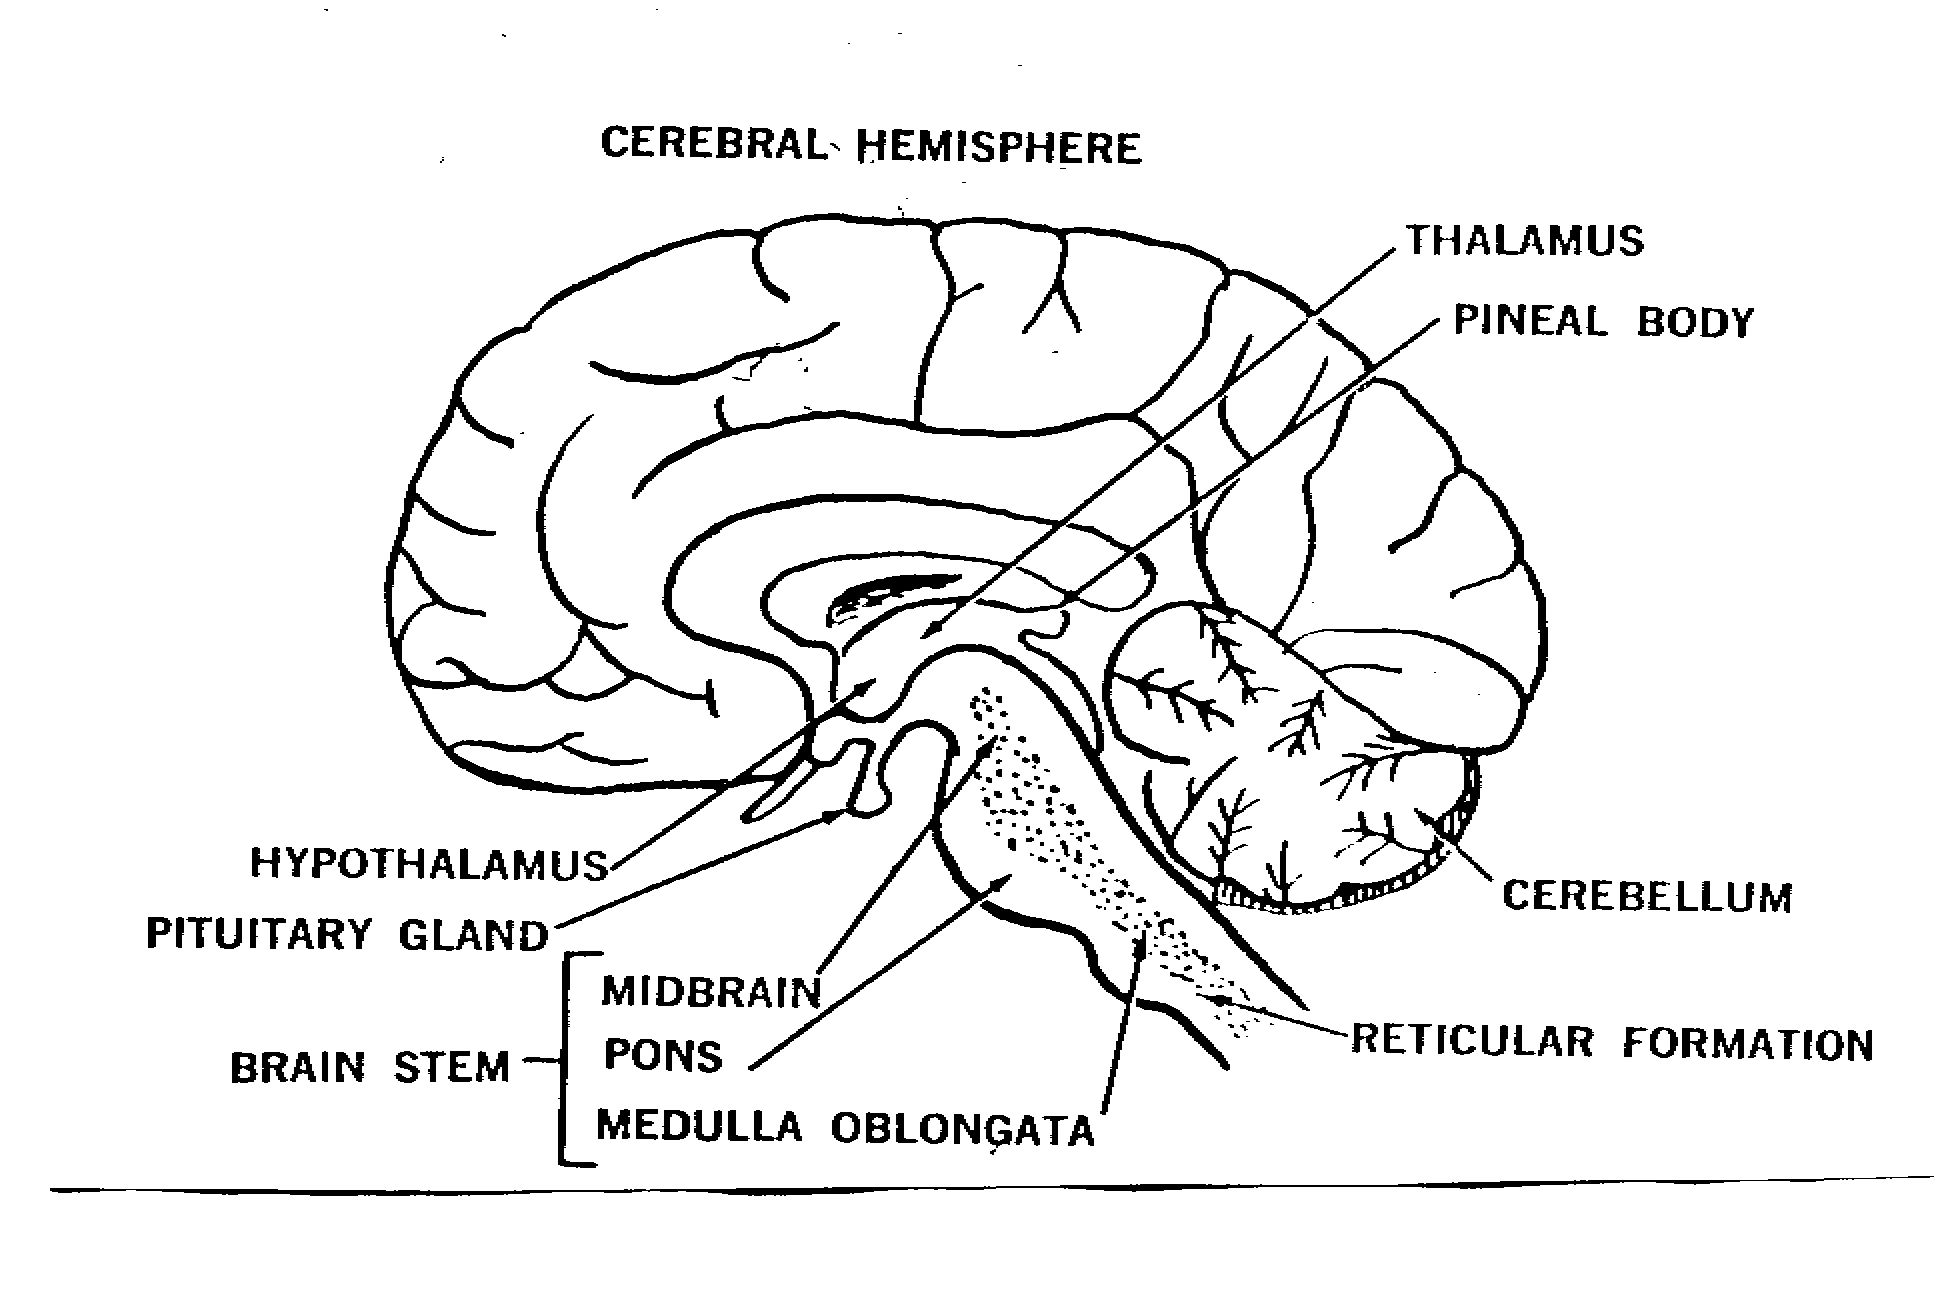 CEREBRAL HEMISPHERE
THALAMUS
PINEAL BODY
HYPOTHALAMUS
PITUITARY GLAND
CEREBELLUM
MIDBRAIN
PONS
BRAIN STEM
MEDULLA OBLONGATA
RETICULAR FORMATION